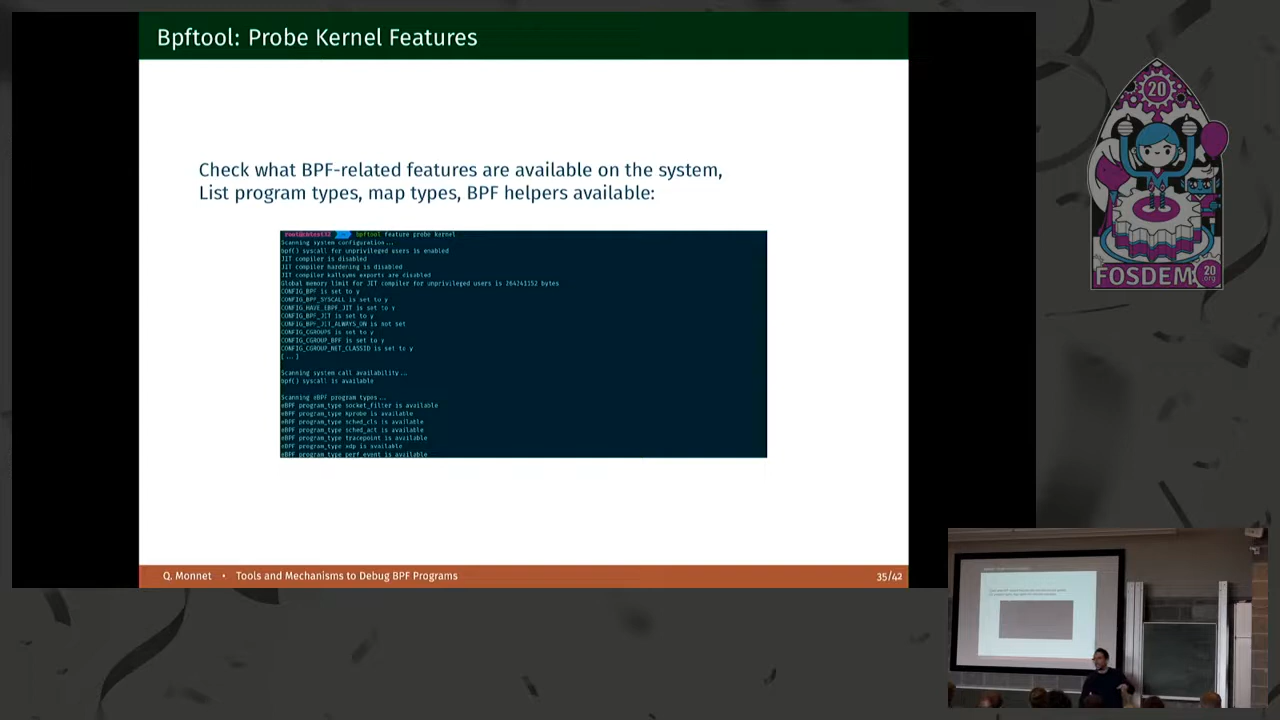 Bpftool: Probe Kernel Features
Check what BPF-related features are available on the system,
List program types, map types, BPF helpers available:
bpftool feature probe kernel
Scanning system configuration...
bpf() syscall for unprivileged users is enabled
JIT compiler is disabled
JIT compiler hardening is disabled
JIT compiler kallsyms exports are disabled
Global memory limit for JIT compiler for unprivileged users is 264241152 bytes
CONFIG_BPF is set to y
CONFIG_BPF_SYSCALL is set to y
CONFIG_HAVE_EBPF_JIT is set to y
CONFIG_BPF_JIT is set to y
CONFIG_BPF_JIT_ALWAYS_ON is not set
CONFIG_CGROUPS is set to y
CONFIG_CGROUP_BPF is set to y
CONFIG_CGROUP_NET_CLASSID is set to y
[...]
Scanning system call availability...
bpf() syscall is available
Scanning eBPF program types...
eBPF program_type socket_filter is available
eBPF program_type kprobe is available
eBPF program_type sched_cls is available
eBPF program_type sched_act is available
eBPF program_type tracepoint is available
eBPF program_type xdp is available
eBPF program_type perf_event is available
Q. Monnet • Tools and Mechanisms to Debug BPF Programs
35/42
20
FOSDEM 20
.org